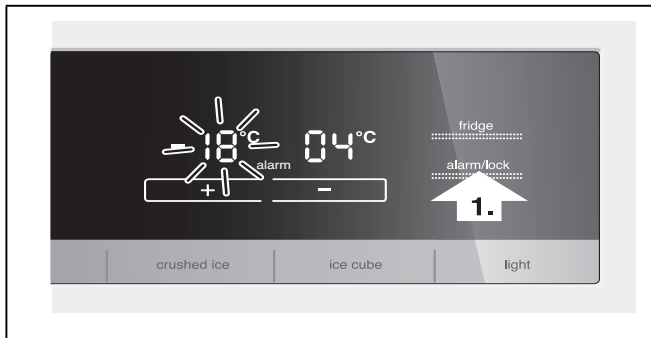 fridge
-18°C 04°C
alarm
alarm/lock
+ −
1.
crushed ice ice cube light